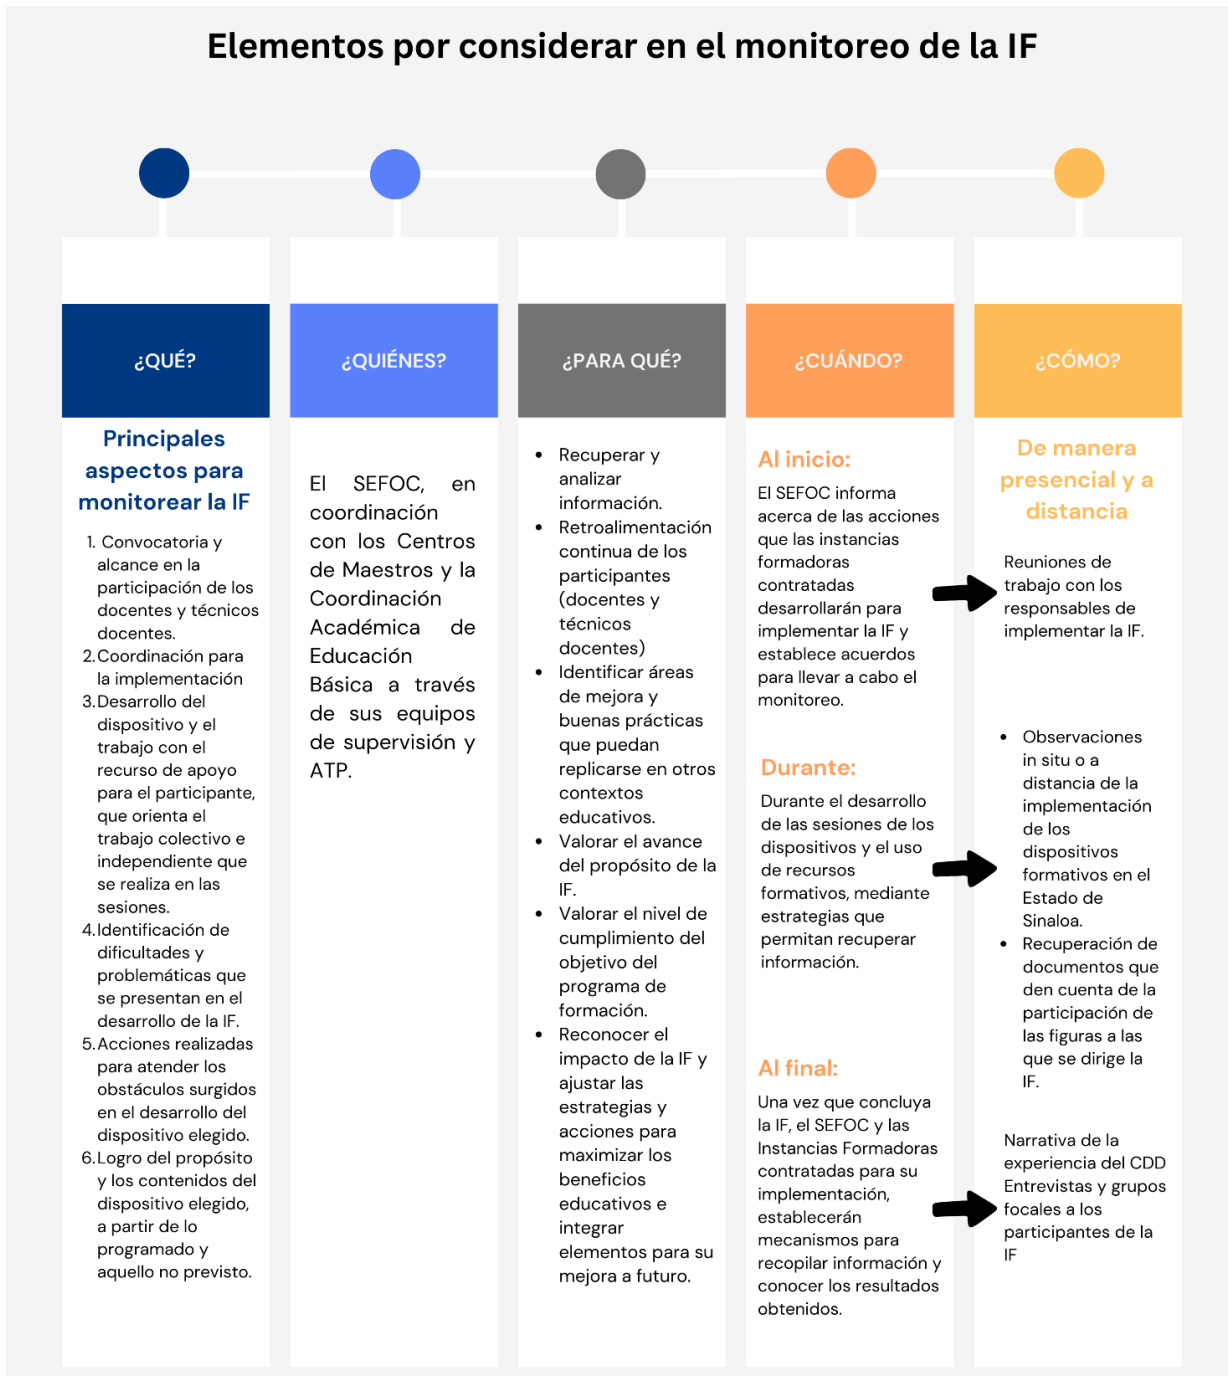 Elementos por considerar en el monitoreo de la IF
¿QUÉ?
Principales
aspectos para
monitorear la IF
1. Convocatoria y
alcance en la
participación de los
docentes y técnicos
docentes.
2. Coordinación para
la implementación
3. Desarrollo del
dispositivo y el
trabajo con el
recurso de apoyo
para el participante,
que orienta el
trabajo colectivo e
independiente que
se realiza en las
sesiones.
4. Identificación de
dificultades y
problemáticas que
se presentan en el
desarrollo de la IF.
5. Acciones realizadas
para atender los
obstáculos surgidos
en el desarrollo del
dispositivo elegido.
6. Logro del propósito
y los contenidos del
dispositivo elegido,
a partir de lo
programado y
aquello no previsto.
¿QUIÉNES?
El SEFOC, en
coordinación
con los Centros
de Maestros y la
Coordinación
Académica de
Educación
Básica a través
de sus equipos
de supervisión y
ATP.
¿PARA QUÉ?
• Recuperar y
analizar
información.
• Retroalimentación
continua de los
participantes
(docentes y
técnicos
docentes)
• Identificar áreas
de mejora y
buenas prácticas
que puedan
replicarse en otros
contextos
educativos.
• Valorar el avance
del propósito de la
IF.
• Valorar el nivel de
cumplimiento del
objetivo del
programa de
formación.
• Reconocer el
impacto de la IF y
ajustar las
estrategias y
acciones para
maximizar los
beneficios
educativos e
integrar
elementos para su
mejora a futuro.
¿CUÁNDO?
Al inicio:
El SEFOC informa
acerca de las acciones
que las instancias
formadoras
contratadas
desarrollarán para
implementar la IF y
establece acuerdos
para llevar a cabo el
monitoreo.
Durante:
Durante el desarrollo
de las sesiones de los
dispositivos y el uso
de recursos
formativos, mediante
estrategias que
permitan recuperar
información.
Al final:
Una vez que concluya
la IF, el SEFOC y las
Instancias Formadoras
contratadas para su
implementación,
establecerán
mecanismos para
recopilar información y
conocer los resultados
obtenidos.
¿CÓMO?
De manera
presencial y a
distancia
Reuniones de
trabajo con los
responsables de
implementar la IF.
• Observaciones
in situ o a
distancia de la
implementación
de los
dispositivos
formativos en el
Estado de
Sinaloa.
• Recuperación de
documentos que
den cuenta de la
participación de
las figuras a las
que se dirige la
IF.
Narrativa de la
experiencia del CDD
Entrevistas y grupos
focales a los
participantes de la
IF